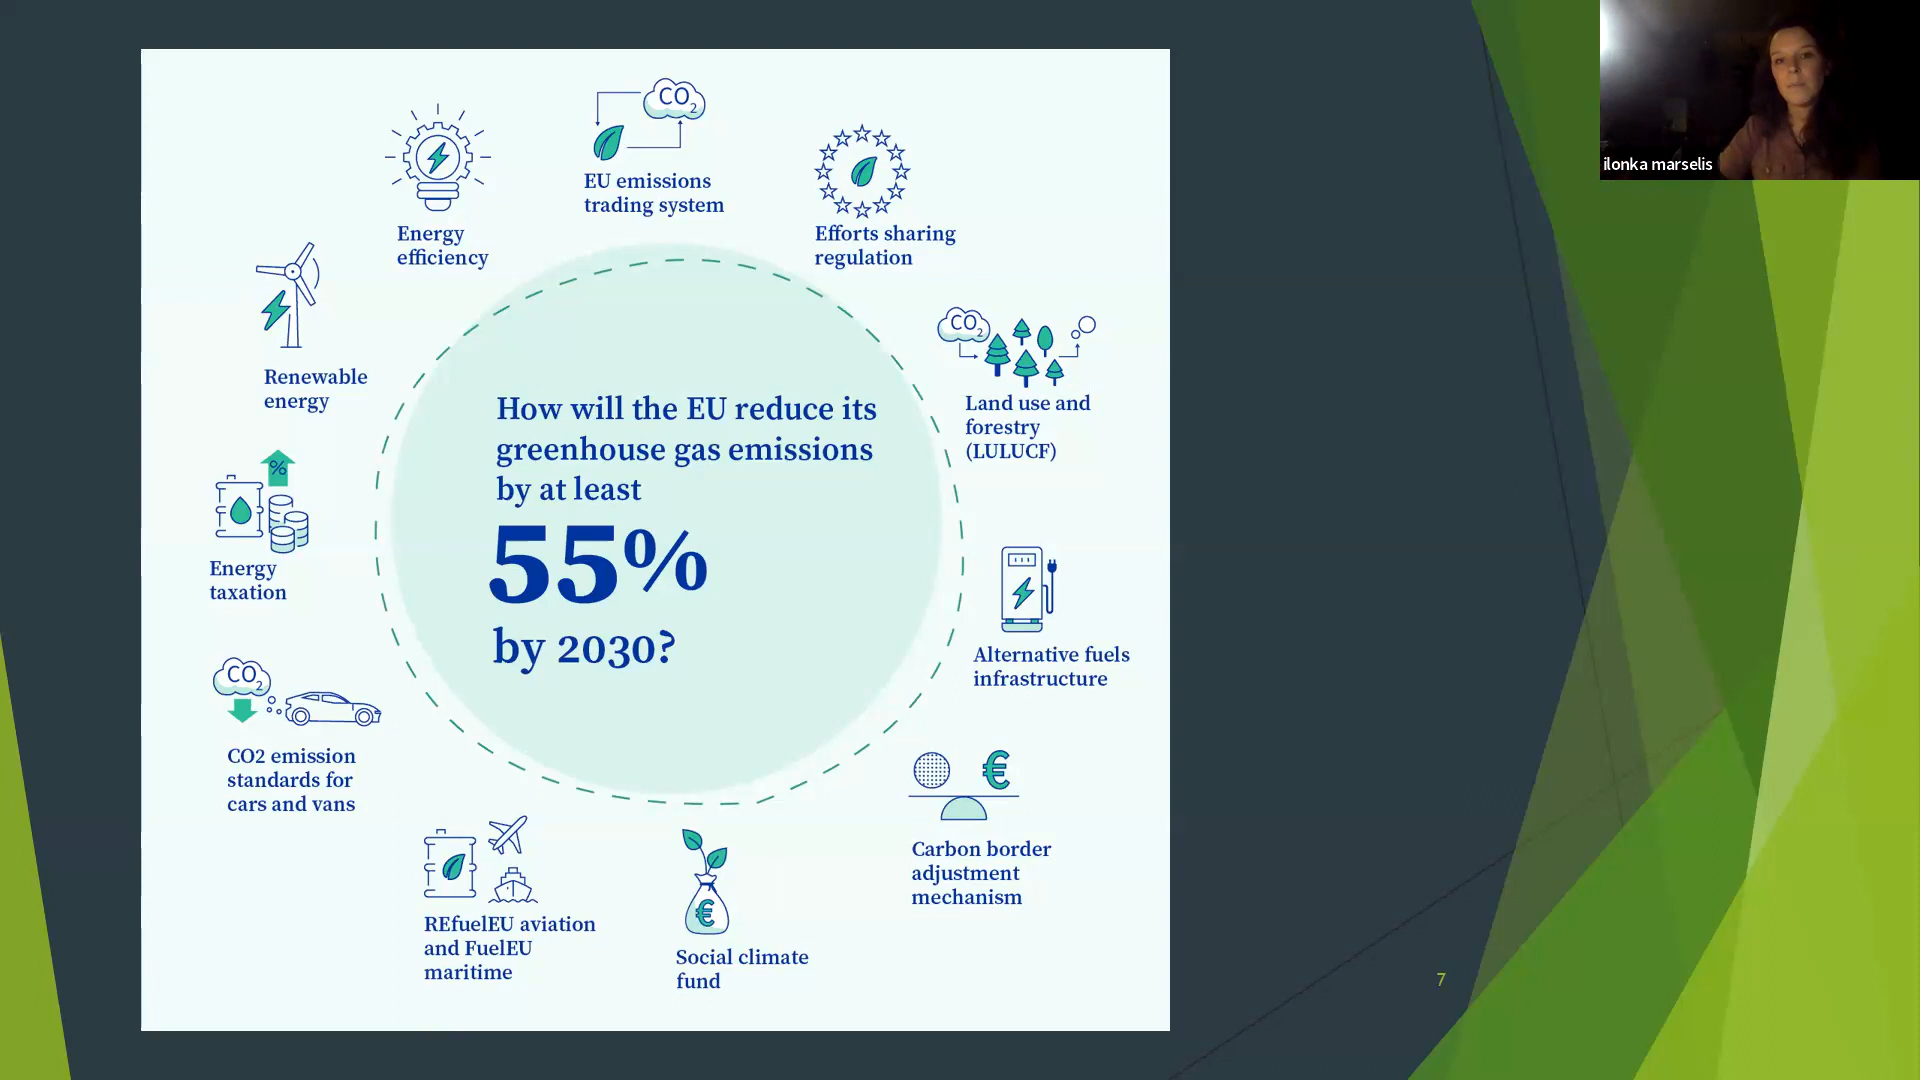 CO2
EU emissions
trading system
Energy
efficiency
Efforts sharing
regulation
Renewable
energy
CO2
Land use and
forestry
(LULUCF)
How will the EU reduce its
greenhouse gas emissions
by at least
55%
by 2030?
%
Energy
taxation
Alternative fuels
infrastructure
CO2
CO2 emission
standards for
cars and vans
€
Carbon border
adjustment
mechanism
REfuelEU aviation
and FuelEU
maritime
€
Social climate
fund
7
ilonka marselis